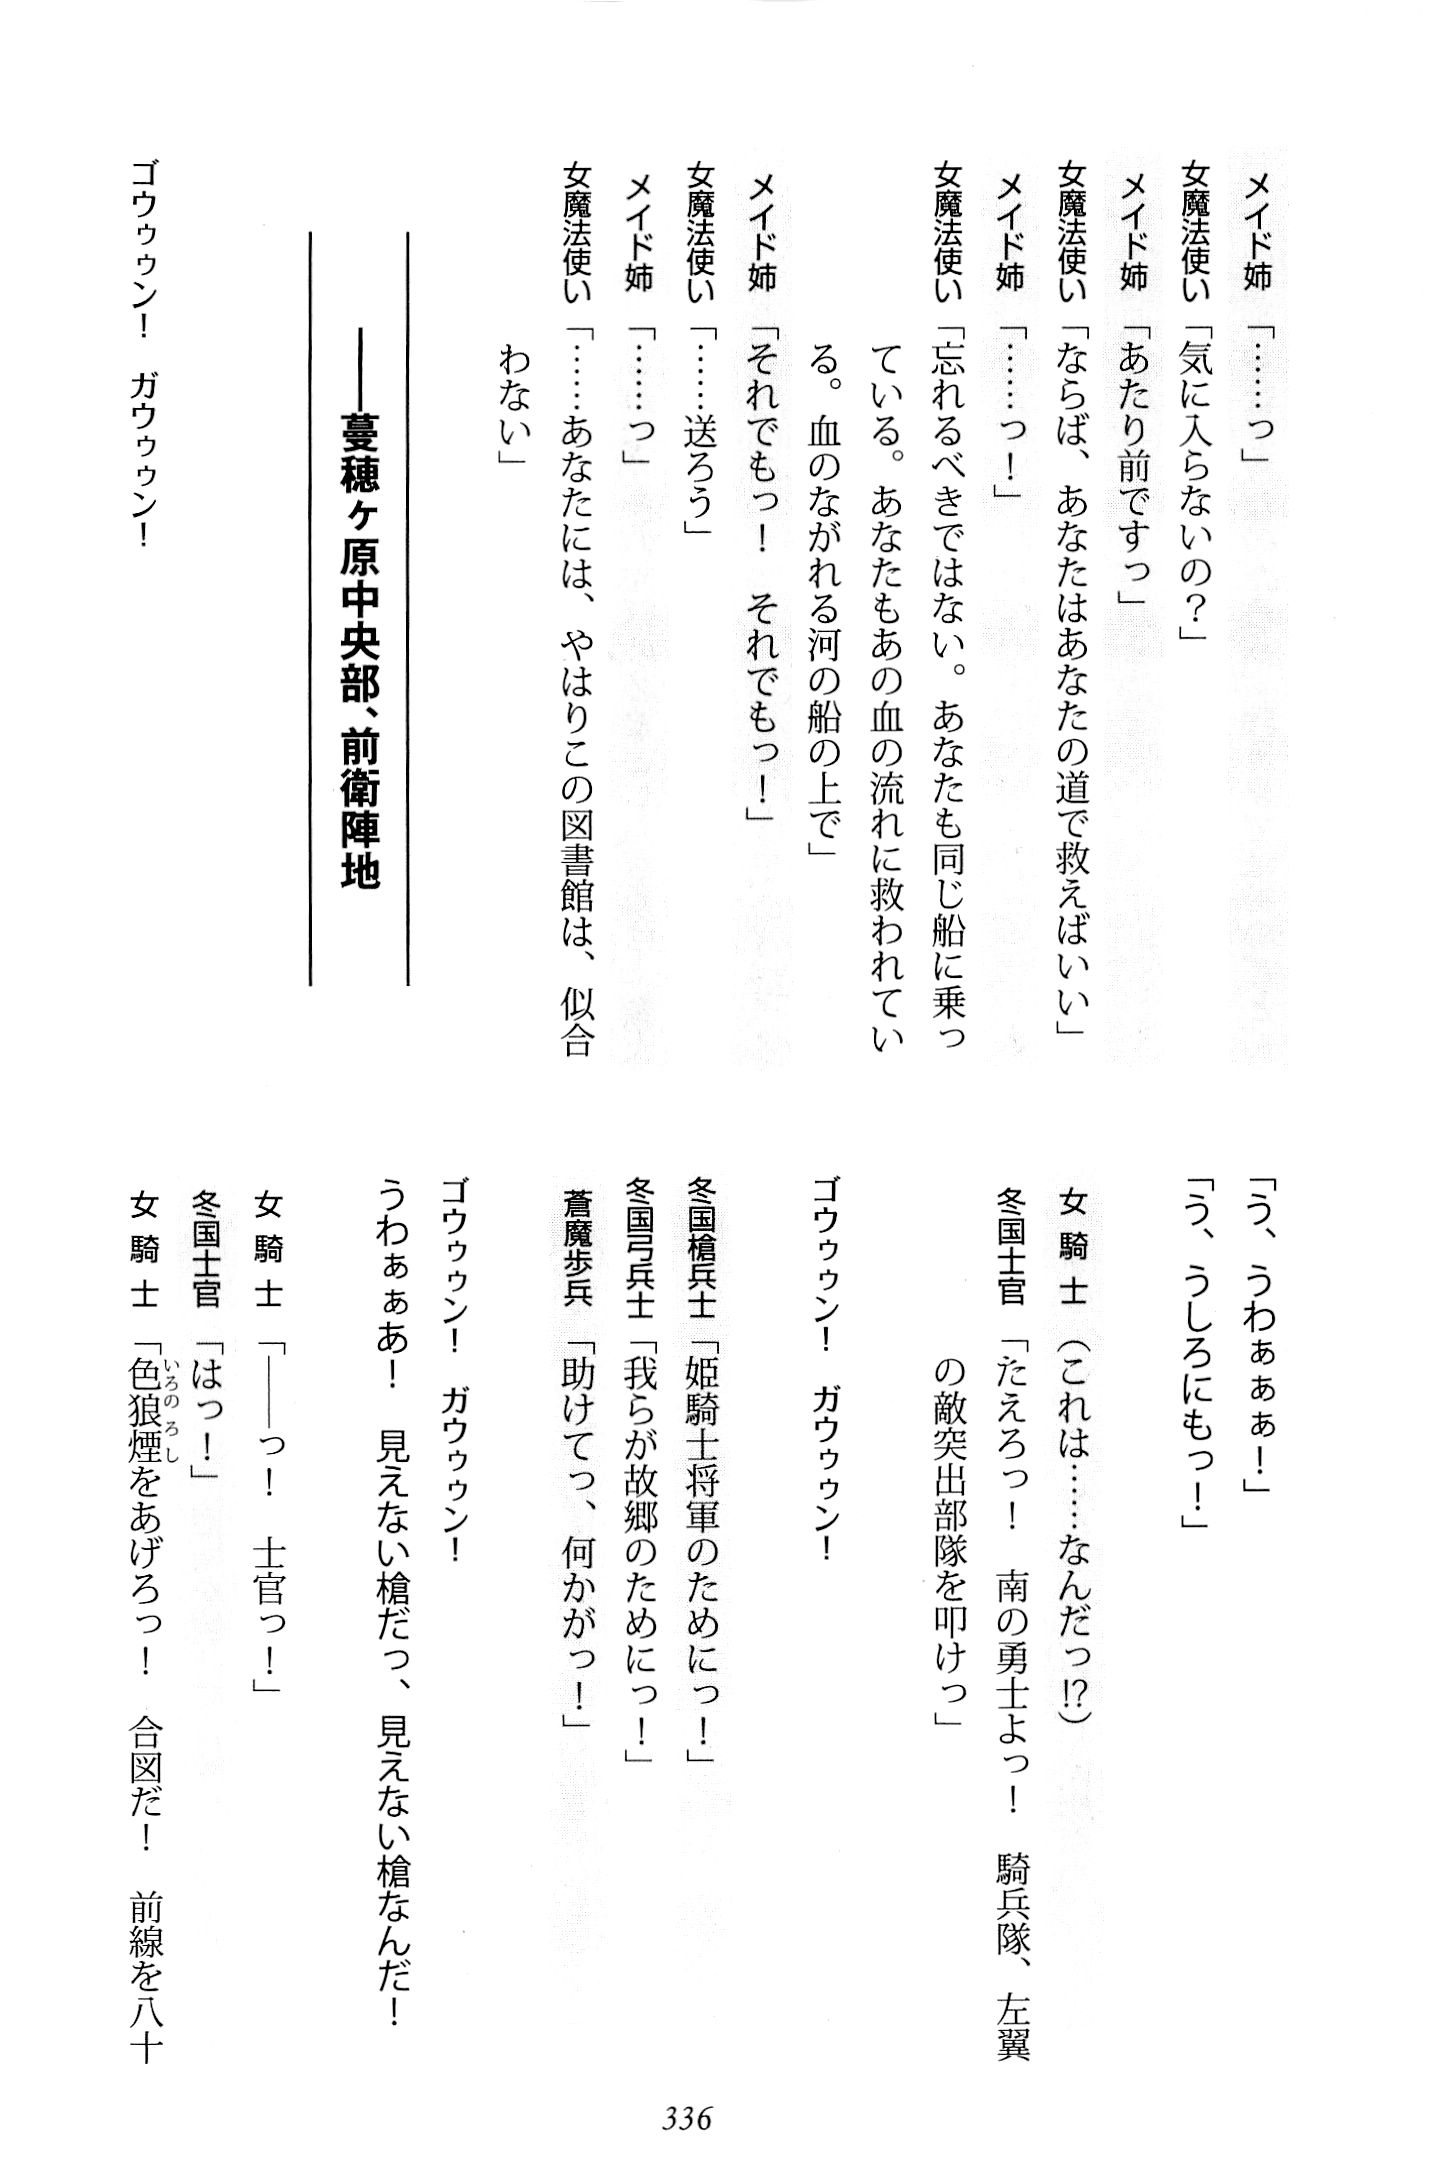 メイド姉「……っ」
女魔法使い「気に入らないの？」
メイド姉「あたり前ですっ」
女魔法使い「ならば、あなたはあなたの道で救えばいい」
メイド姉「……っ！」
女魔法使い「忘れるべきではない。あなたも同じ船に乗っ
ている。あなたもあの血の流れに救われてい
る。血のながれる河の船の上で」
メイド姉「それでもっ！　それでもっ！」
女魔法使い「……送ろう」
メイド姉「……っ」
女魔法使い「……あなたには、やはりこの図書館は、似合
わない」
――蔓穂ヶ原中央部、前衛陣地
ゴウゥゥン！　ガウゥゥン！
「う、うわぁぁぁ！」
「う、うしろにもっ！」
女騎士（これは……なんだっ!?）
冬国士官「たえろっ！　南の勇士よっ！　騎兵隊、左翼
の敵突出部隊を叩けっ」
ゴウゥゥン！　ガウゥゥン！
冬国槍兵士「姫騎士将軍のためにっ！」
冬国弓兵士「我らが故郷のためにっ！」
蒼魔歩兵「助けてっ、何かがっ！」
ゴウゥゥン！　ガウゥゥン！
うわぁぁあ！　見えない槍だっ、見えない槍なんだ！
女騎士「――っ！　士官っ！」
冬国士官「はっ！」
女騎士「色狼煙をあげろっ！　合図だ！　前線を八十
いろのろし
336